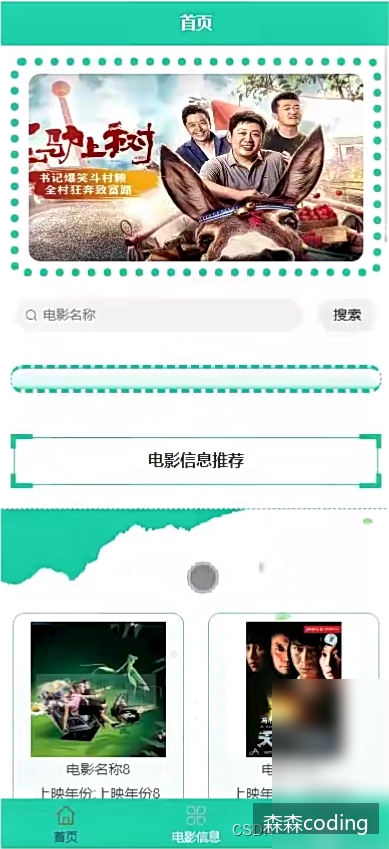 首页
驴上树
书记爆笑斗村赖
全村狂奔致富路
电影名称
搜索
电影信息推荐
电影名称8
上映年份:上映年份8
电
上映年
天
首页
电影信息
CSD
森森coding